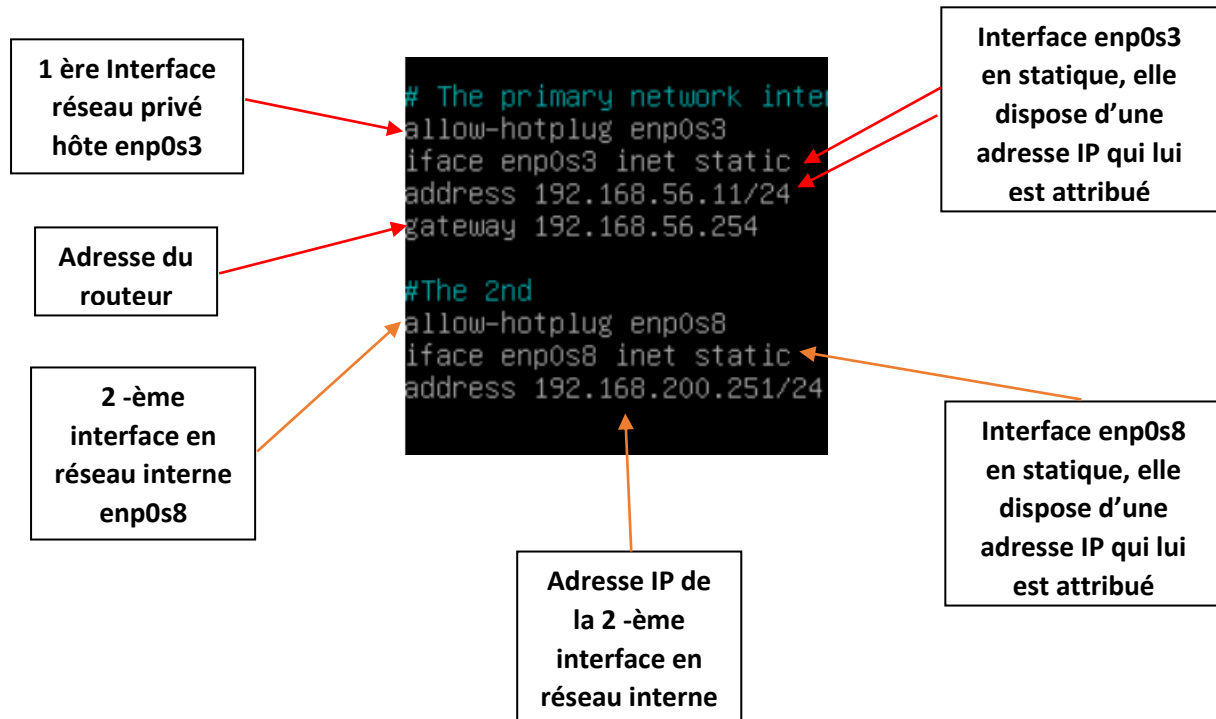 1 ère Interface
réseau privé
hôte enp0s3
Adresse du
routeur
2 -ème
interface en
réseau interne
enp0s8
# The primary network inter
allow-hotplug enp0s3
iface enp0s3 inet static
address 192.168.56.11/24
gateway 192.168.56.254
#The 2nd
allow-hotplug enp0s8
iface enp0s8 inet static
address 192.168.200.251/24
Adresse IP de
la 2 -ème
interface en
réseau interne
Interface enp0s3
en statique, elle
dispose d’une
adresse IP qui lui
est attribué
Interface enp0s8
en statique, elle
dispose d’une
adresse IP qui lui
est attribué